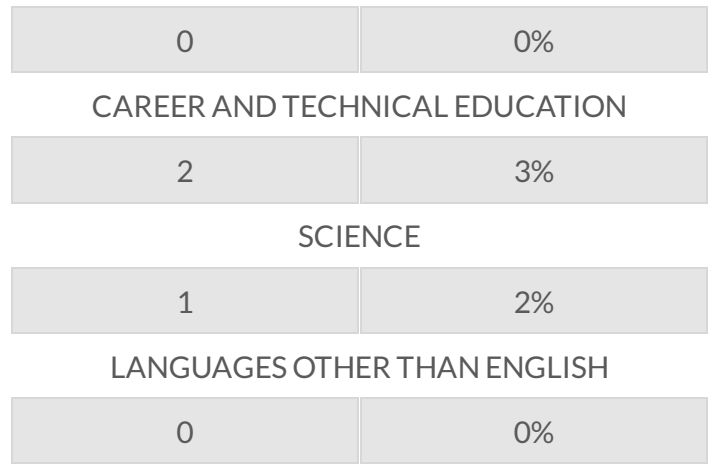 0 0%
CAREER AND TECHNICAL EDUCATION
2 3%
SCIENCE
1 2%
LANGUAGES OTHER THAN ENGLISH
0 0%